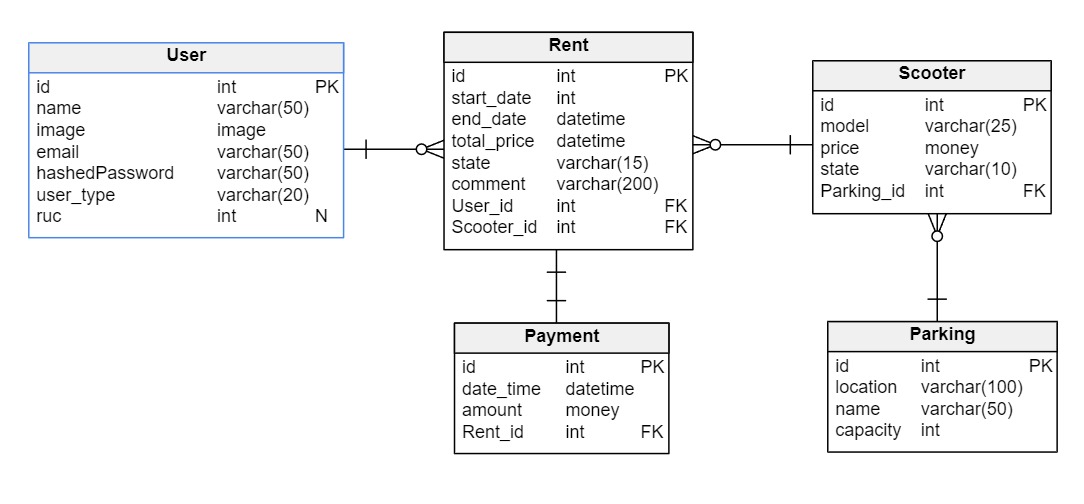 User
id int PK
name varchar(50)
image image
email varchar(50)
hashedPassword varchar(50)
user_type varchar(20)
ruc int N
Rent
id int PK
start_date int
end_date datetime
total_price datetime
state varchar(15)
comment varchar(200)
User_id int FK
Scooter_id int FK
Scooter
id int PK
model varchar(25)
price money
state varchar(10)
Parking_id int FK
Payment
id int PK
date_time datetime
amount money
Rent_id int FK
Parking
id int PK
location varchar(100)
name varchar(50)
capacity int